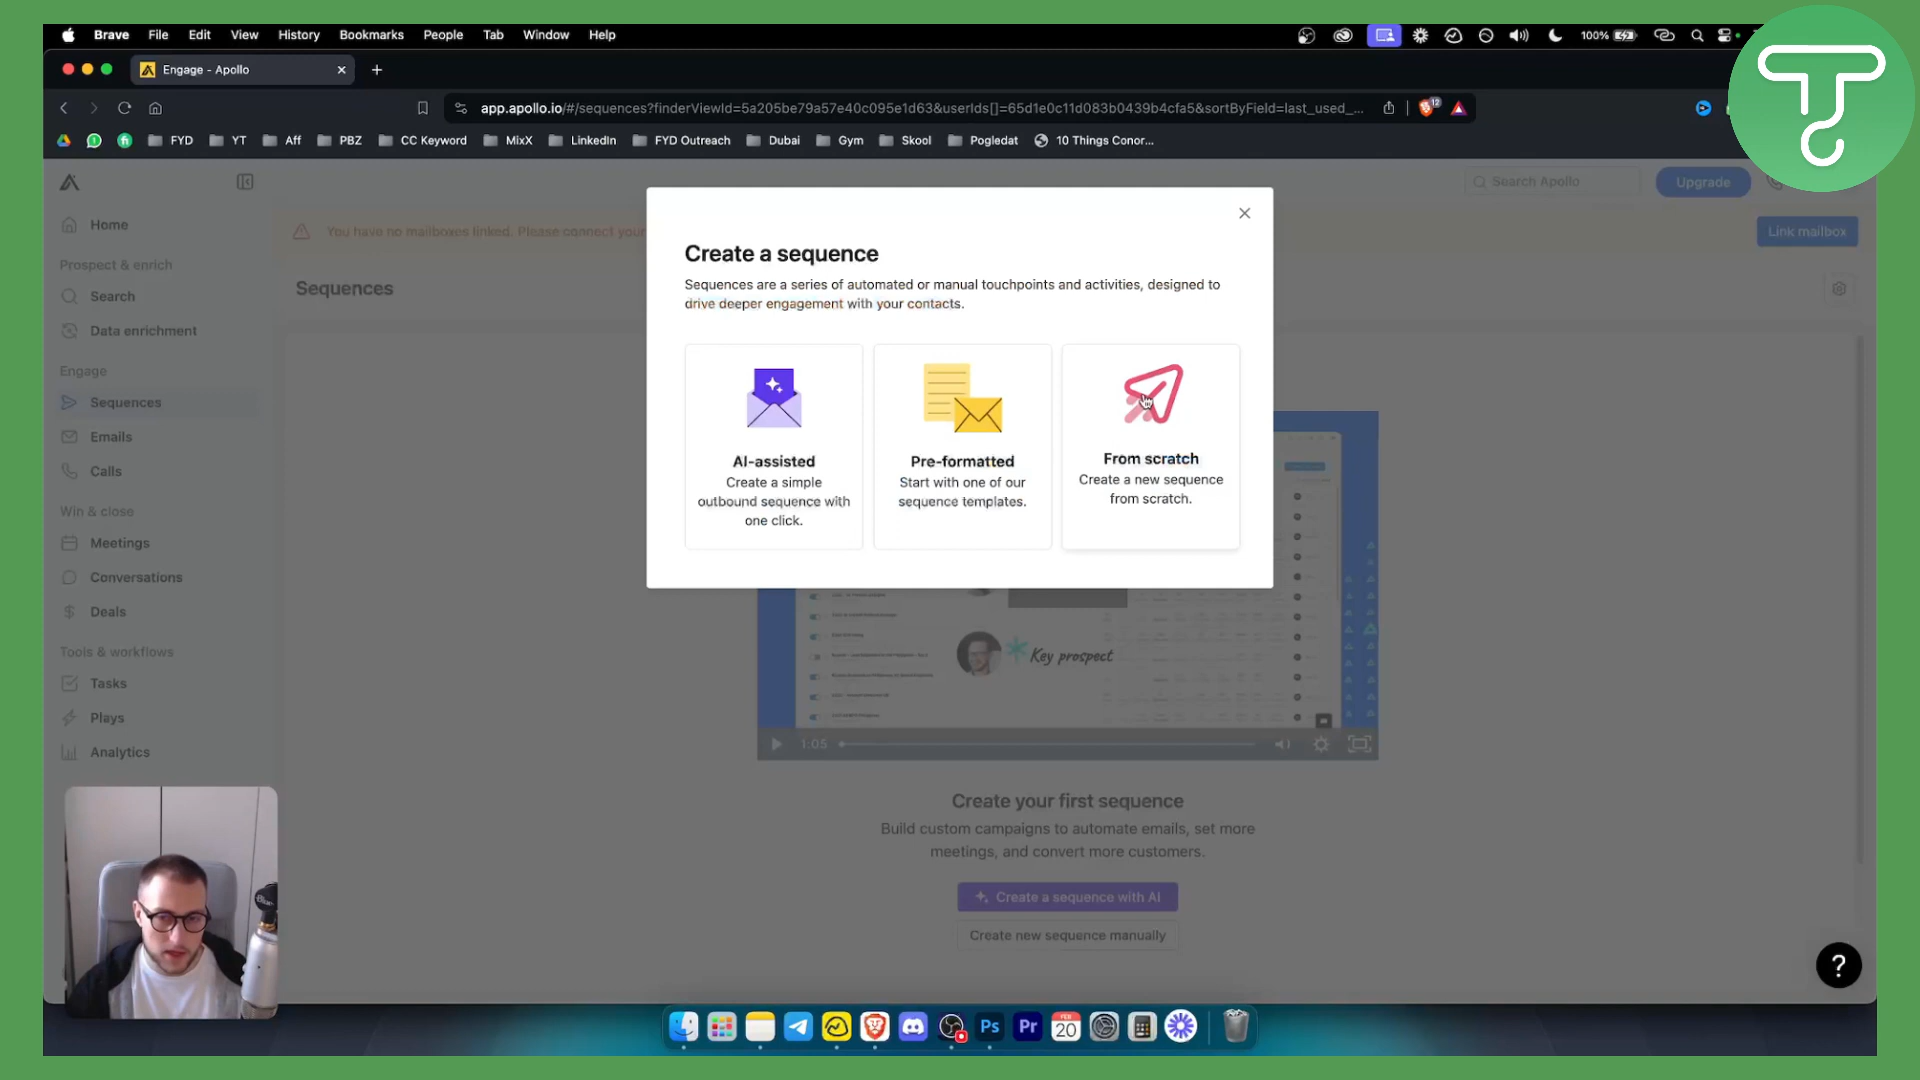 Brave File Edit View History Bookmarks People Tab Window Help
100%
Engage - Apollo
app.apollo.io/#/sequences?finderViewId=5a205be79a57e40c095e1d63&userIds[]=65d1e0c11d083b0439b4cfa5&sortByField=last_used_...
12
FYD YT Aff PBZ CC Keyword MixX LinkedIn FYD Outreach Dubai Gym Skool Pogledat 10 Things Conor...
Search Apollo
Upgrade
Home
You have no mailboxes linked. Please connect your
Link mailbox
Prospect & enrich
Search
Data enrichment
Engage
Sequences
Emails
Calls
Win & close
Meetings
Conversations
Deals
Tools & workflows
Tasks
Plays
Analytics
Sequences
Create a sequence
Sequences are a series of automated or manual touchpoints and activities, designed to
drive deeper engagement with your contacts.
AI-assisted
Create a simple
outbound sequence with
one click.
Pre-formatted
Start with one of our
sequence templates.
From scratch
Create a new sequence
from scratch.
Key prospect
1:05
Create your first sequence
Build custom campaigns to automate emails, set more
meetings, and convert more customers.
Create a sequence with AI
Create new sequence manually
?
Ps
Pr
FEB
20